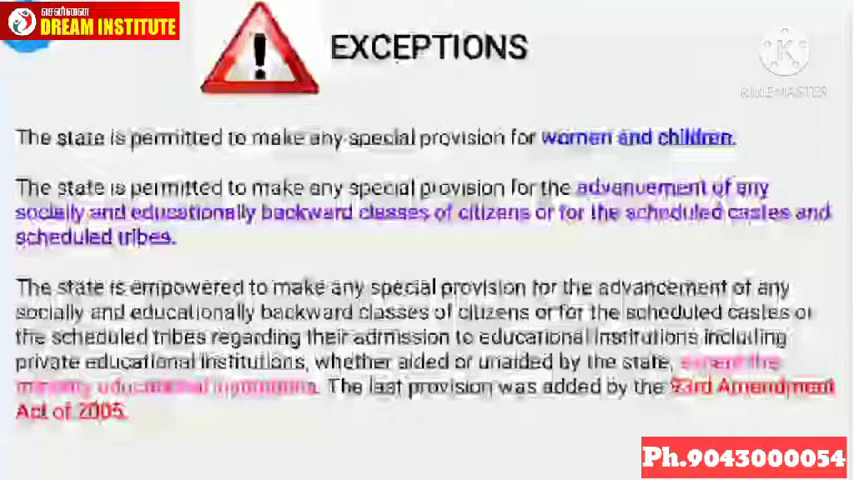 சென்னை
DREAM INSTITUTE
EXCEPTIONS
KINEMASTER
The state is permitted to make any special provision for women and children.
The state is permitted to make any special provision for the advancement of any
socially and educationally backward classes of citizens or for the scheduled castes and
scheduled tribes.
The state is empowered to make any special provision for the advancement of any
socially and educationally backward classes of citizens or for the scheduled castes or
the scheduled tribes regarding their admission to educational institutions including
private educational institutions, whether aided or unaided by the state, except the
minority educational institutions. The last provision was added by the 93rd Amendment
Act of 2005.
Ph.9043000054